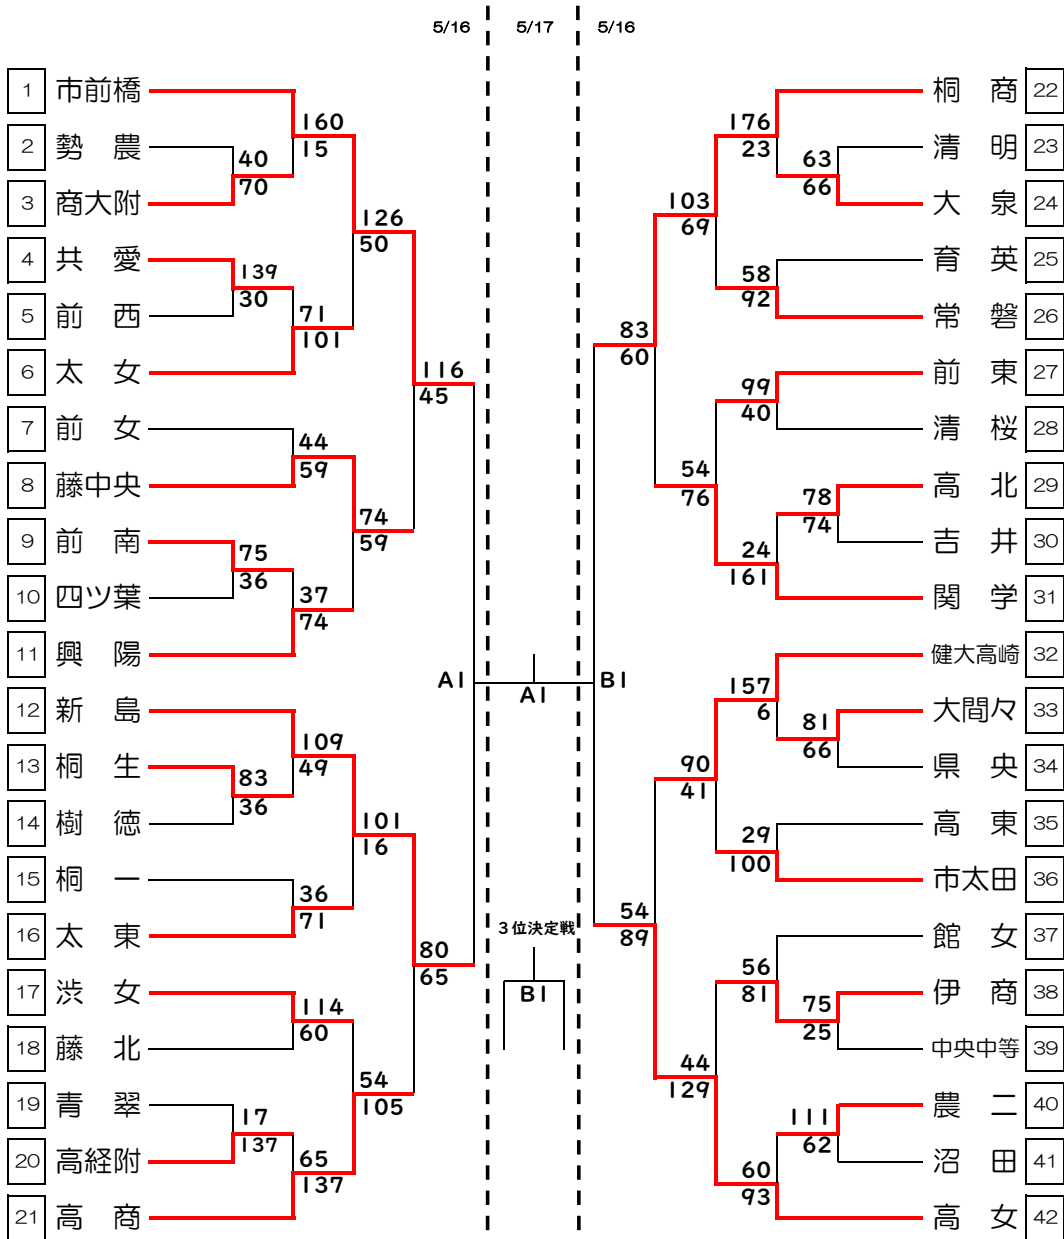 5/16 5/17 5/16
1 市前橋
2 勢 農
3 商大附
4 共 愛
5 前 西
6 太 女
7 前 女
8 藤中央
9 前 南
10 四ツ葉
11 興 陽
12 新 島
13 桐 生
14 樹 徳
15 桐 一
16 太 東
17 渋 女
18 藤 北
19 青 翠
20 高経附
21 高 商
160
15
40
70
126
50
139
30
71
101
116
45
44
59
74
59
75
36
37
74
109
49
83
36
101
16
36
71
80
65
114
60
54
105
17
137
65
137
A1
A1
B1
3位決定戦
B1
176
23
63
66
103
69
58
92
83
60
99
40
54
76
78
74
24
161
157
6
81
66
90
41
29
100
54
89
56
81
75
25
44
129
111
62
60
93
桐 商 22
清 明 23
大 泉 24
育 英 25
常 磐 26
前 東 27
清 桜 28
高 北 29
吉 井 30
関 学 31
健大高崎 32
大間々 33
県 央 34
高 東 35
市太田 36
館 女 37
伊 商 38
中央中等 39
農 二 40
沼 田 41
高 女 42